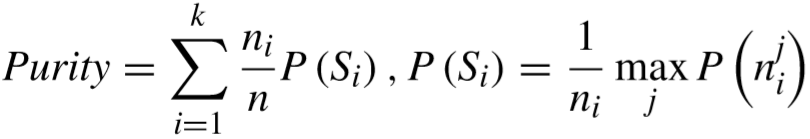 Purity = \sum_{i=1}^{k} \frac{n_i}{n} P(S_i), P(S_i) = \frac{1}{n_i} \max_j P(n_i^j)